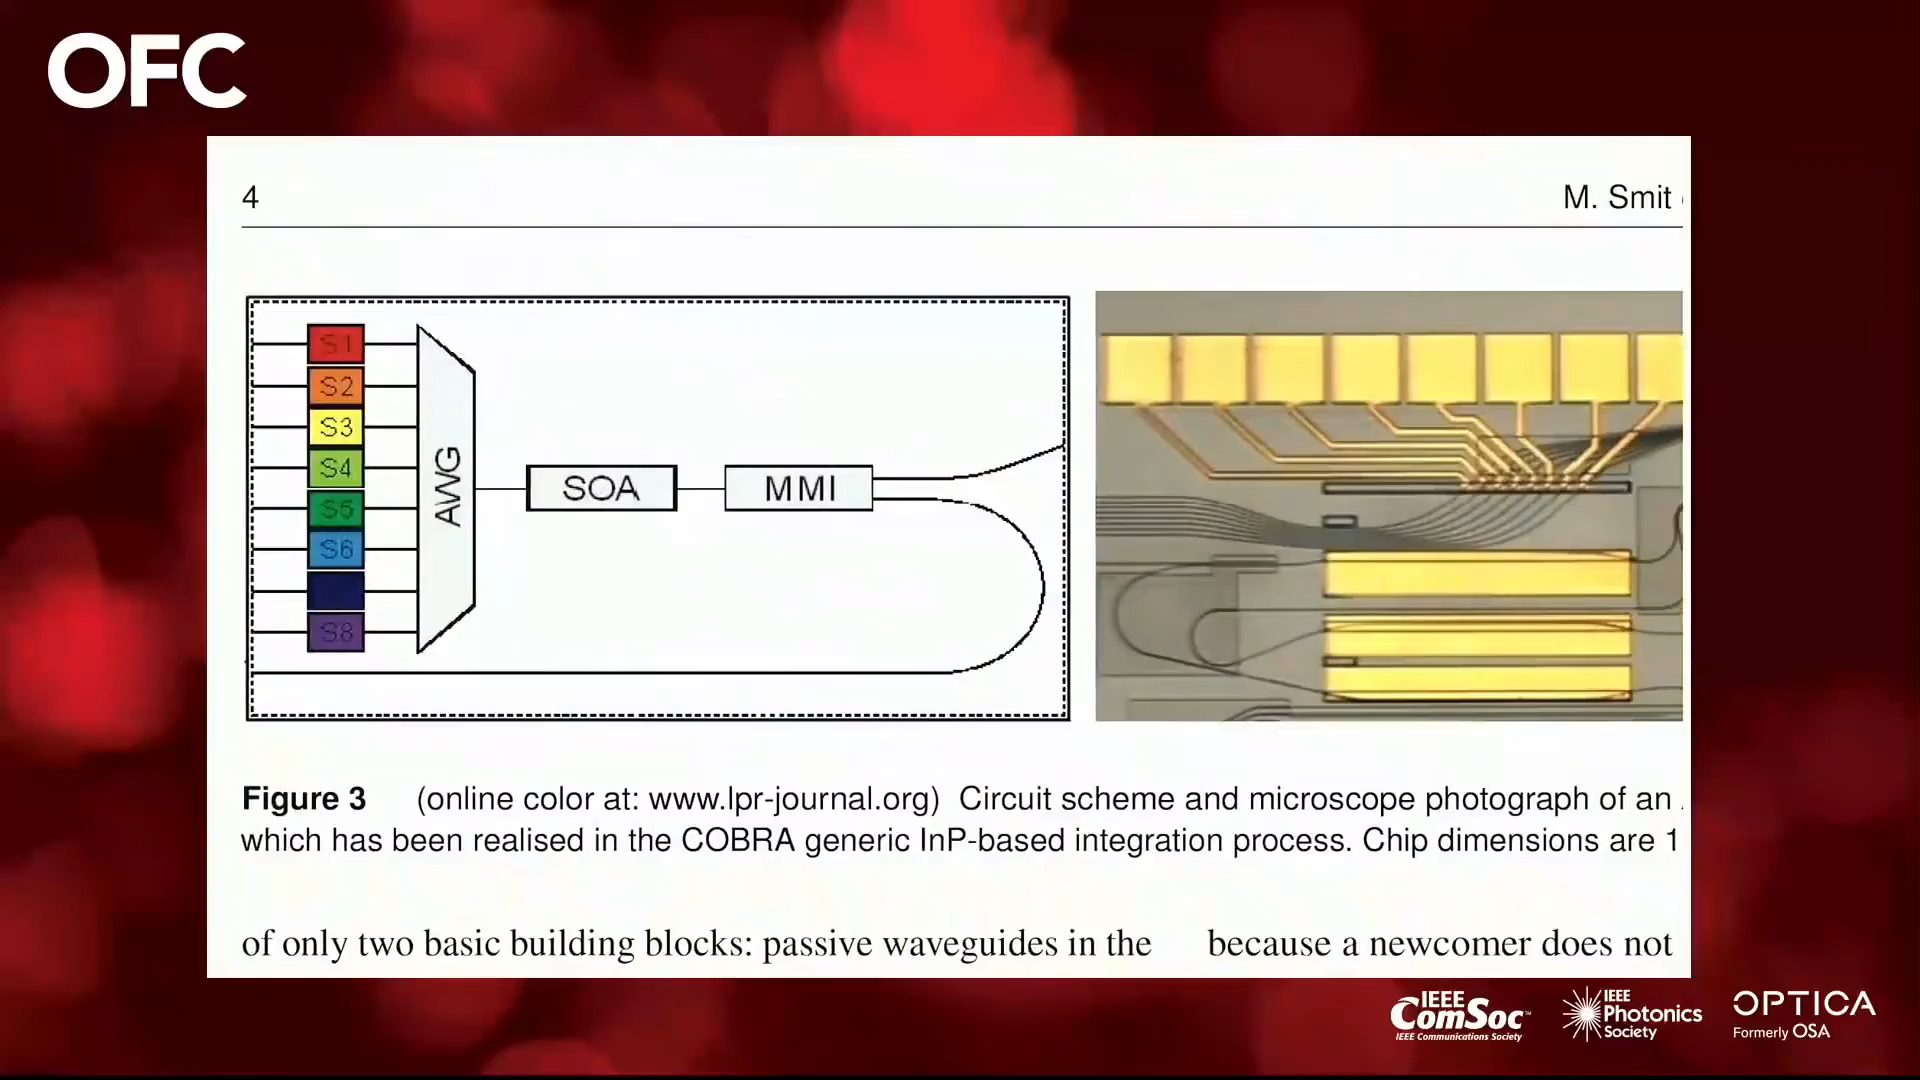 OFC
4
M. Smit
S1
S2
S3
S4
S5
S6
S8
AWG
SOA
MMI
Figure 3 (online color at: www.lpr-journal.org) Circuit scheme and microscope photograph of an
which has been realised in the COBRA generic InP-based integration process. Chip dimensions are 1
of only two basic building blocks: passive waveguides in the
because a newcomer does not
IEEE
ComSoc™
IEEE Communications Society
IEEE
Photonics
Society
OPTICA
Formerly OSA